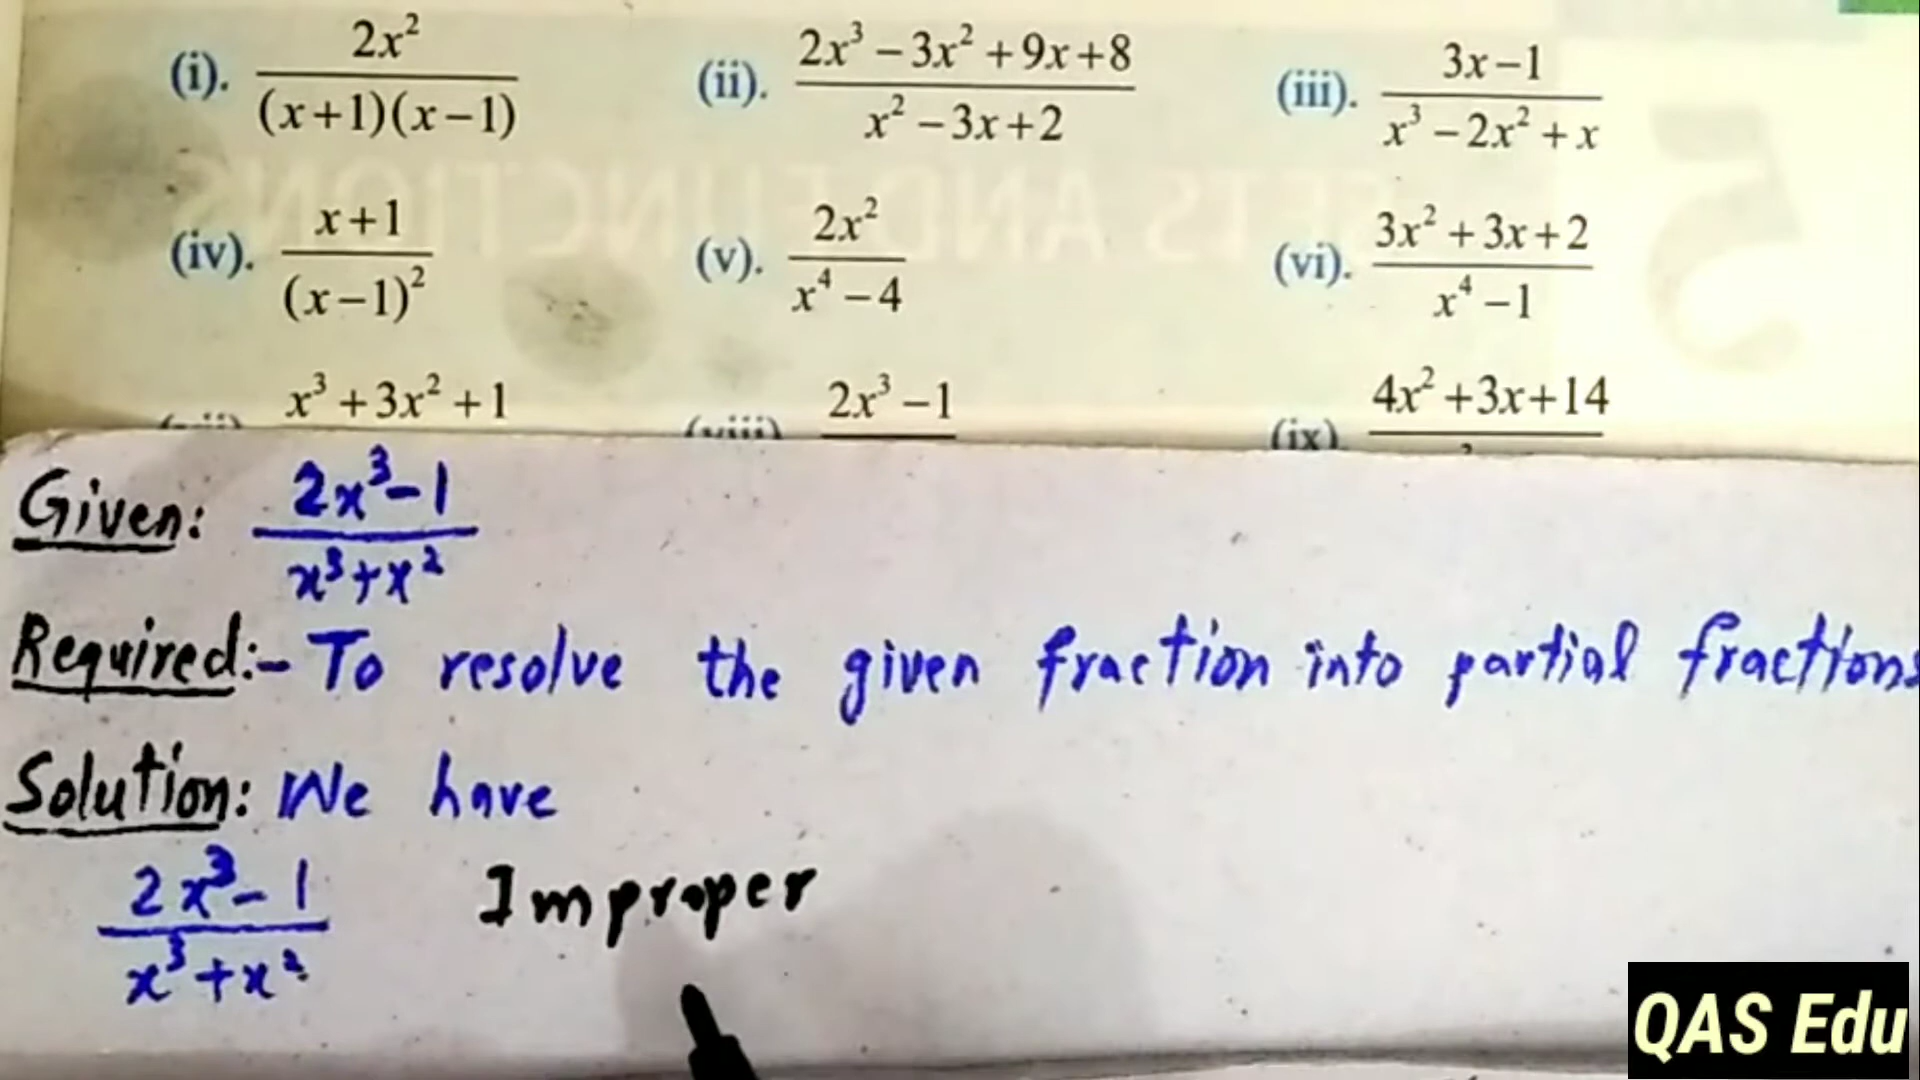 (i). 2x²/(x+1)(x−1) (ii). 2x³−3x²+9x+8/x²−3x+2 (iii). 3x−1/x³−2x²+x
(iv). x+1/(x−1)² (v). 2x²/x⁴−4 (vi). 3x²+3x+2/x⁴−1
x³+3x²+1 (viii) 2x³−1 (ix) 4x²+3x+14
Given: 2x³-1/x³+x²
Required:- To resolve the given fraction into partial fractions
Solution: We have
2x³-1/x³+x² Improper
QAS Edu